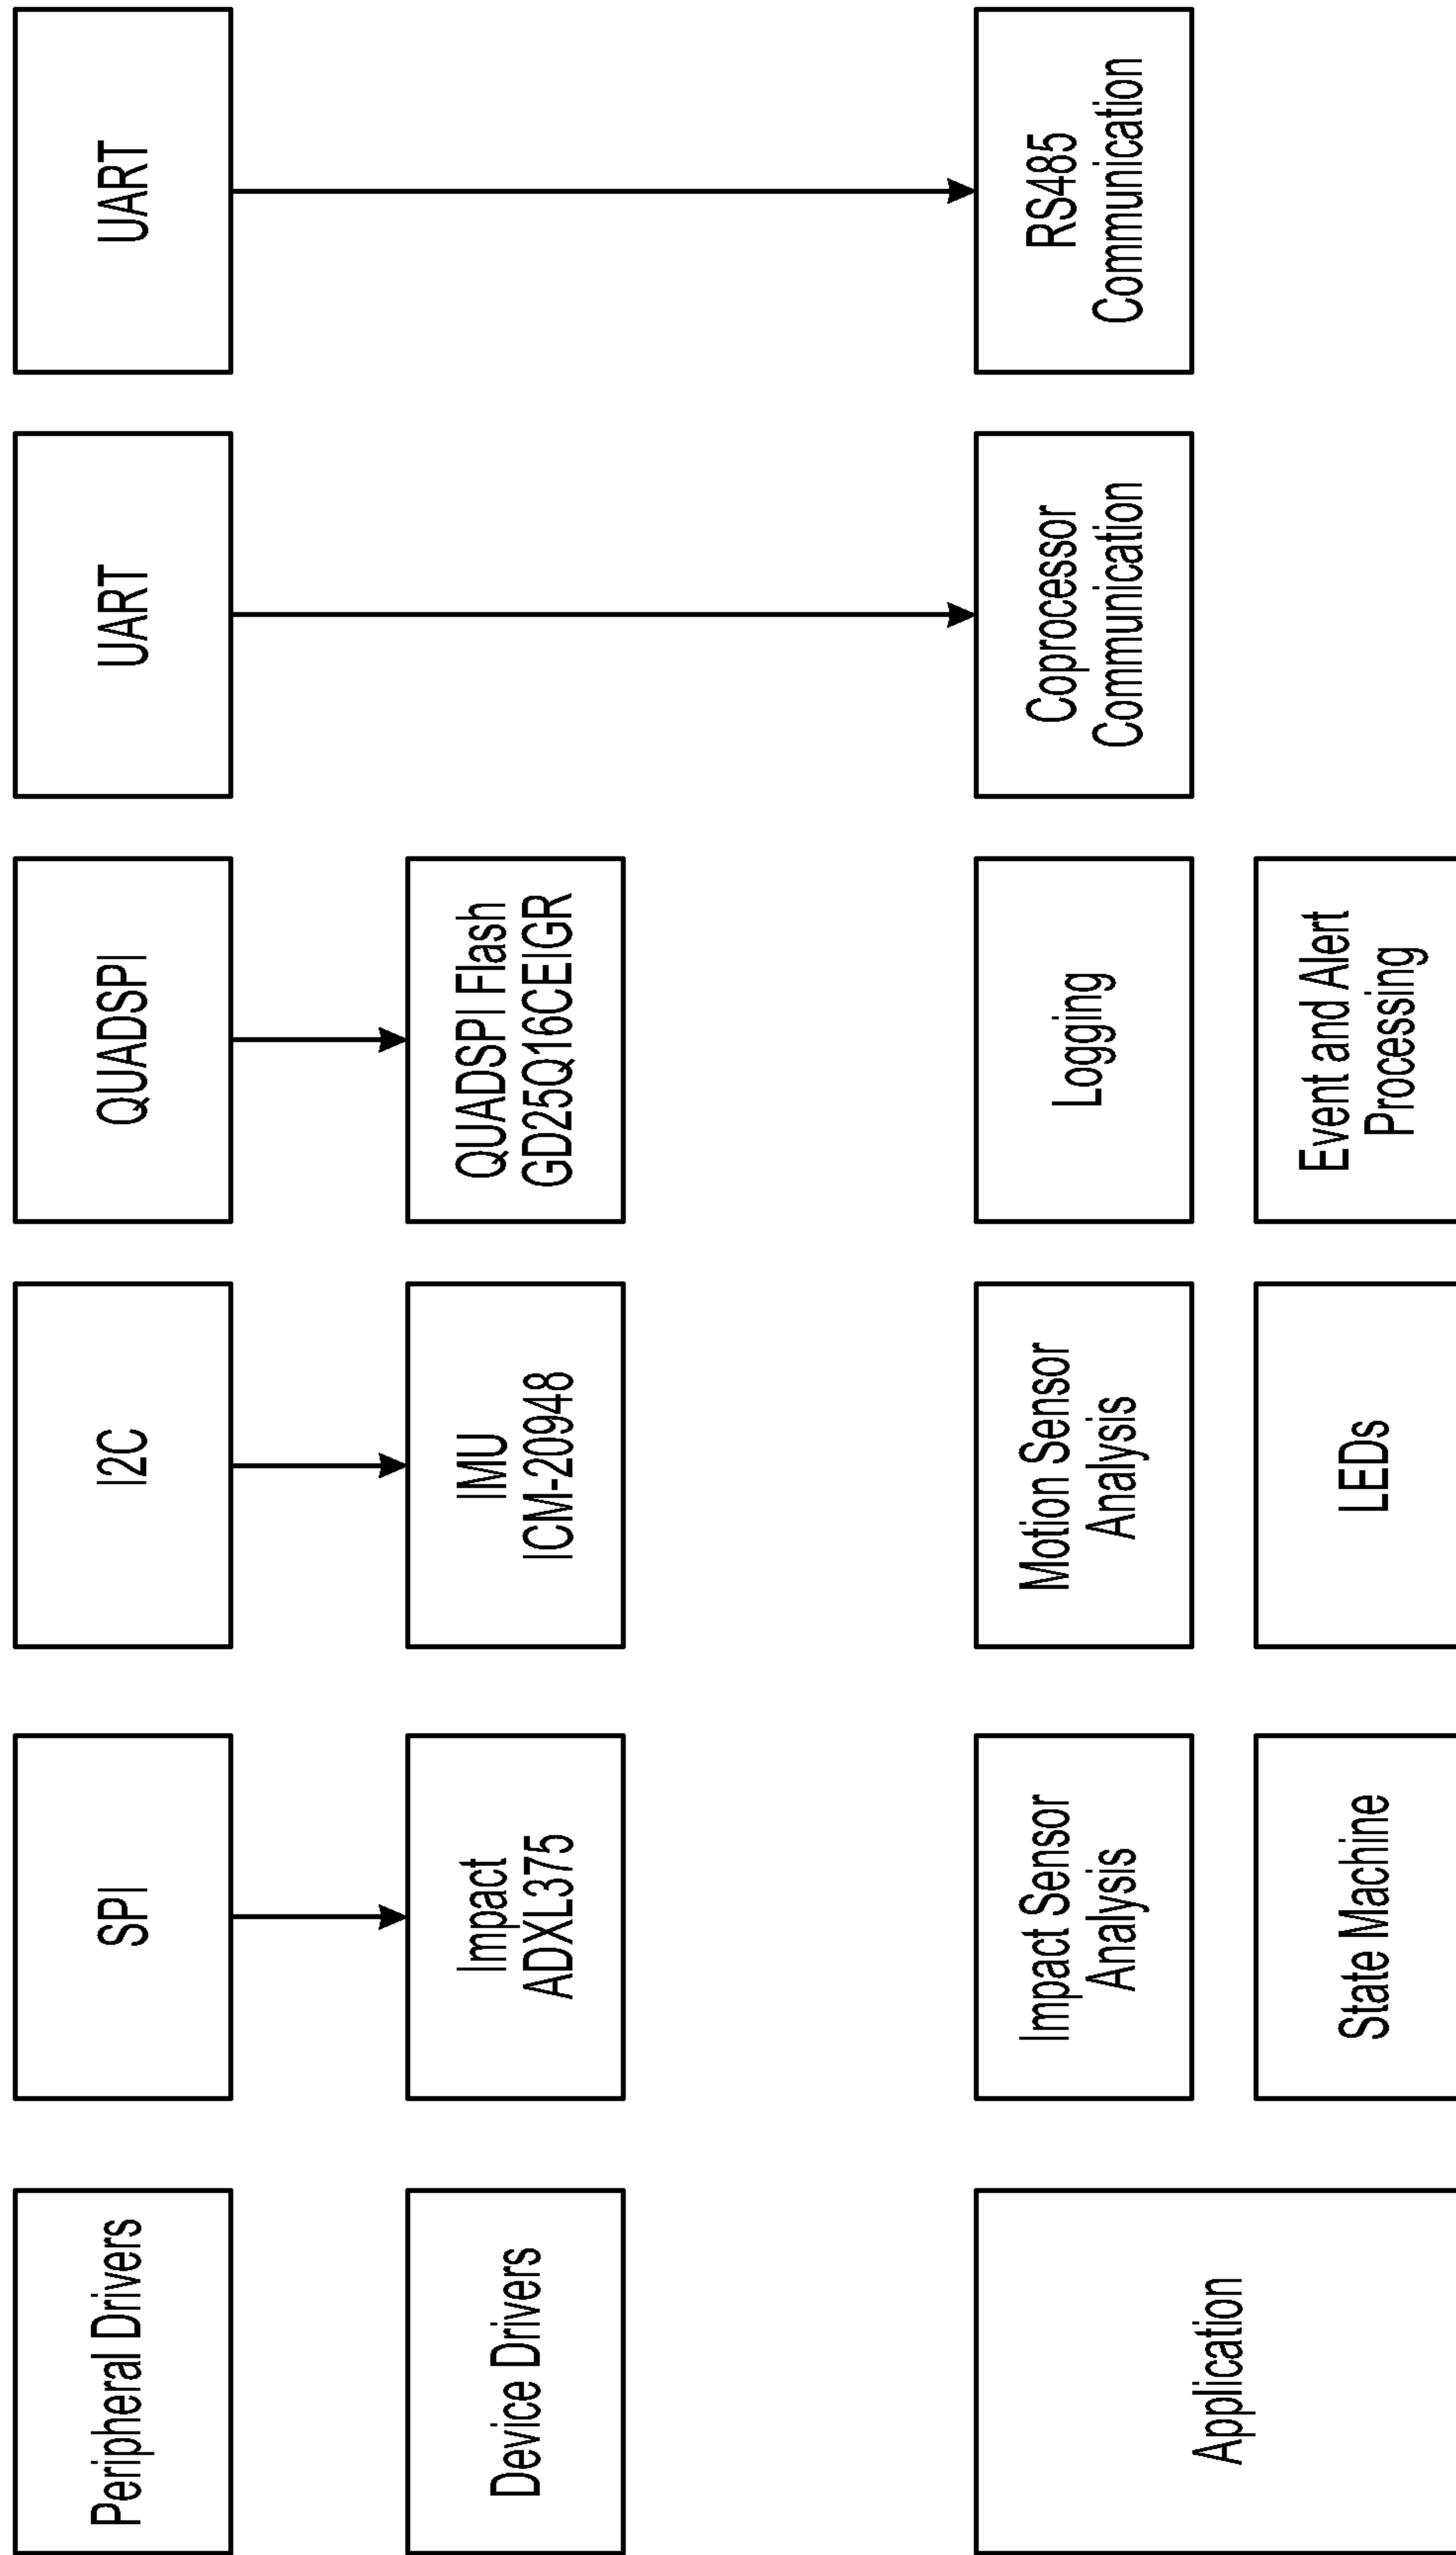 Peripheral Drivers
SPI
I2C
QUADSPI
UART
UART
Device Drivers
Impact
ADXL375
IMU
ICM-20948
QUADSPI Flash
GD25Q16CEIGR
Application
Impact Sensor
Analysis
Motion Sensor
Analysis
Logging
Coprocessor
Communication
RS485
Communication
State Machine
LEDs
Event and Alert
Processing